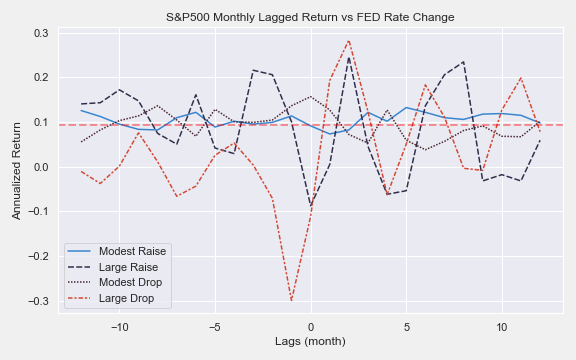 S&P500 Monthly Lagged Return vs FED Rate Change
Annualized Return
0.3
0.2
0.1
0.0
−0.1
−0.2
−0.3
Modest Raise
Large Raise
Modest Drop
Large Drop
−10
−5
0
5
10
Lags (month)